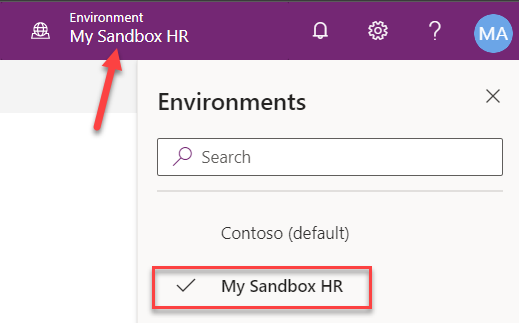 Environment
My Sandbox HR
MA
Environments
Search
Contoso (default)
My Sandbox HR